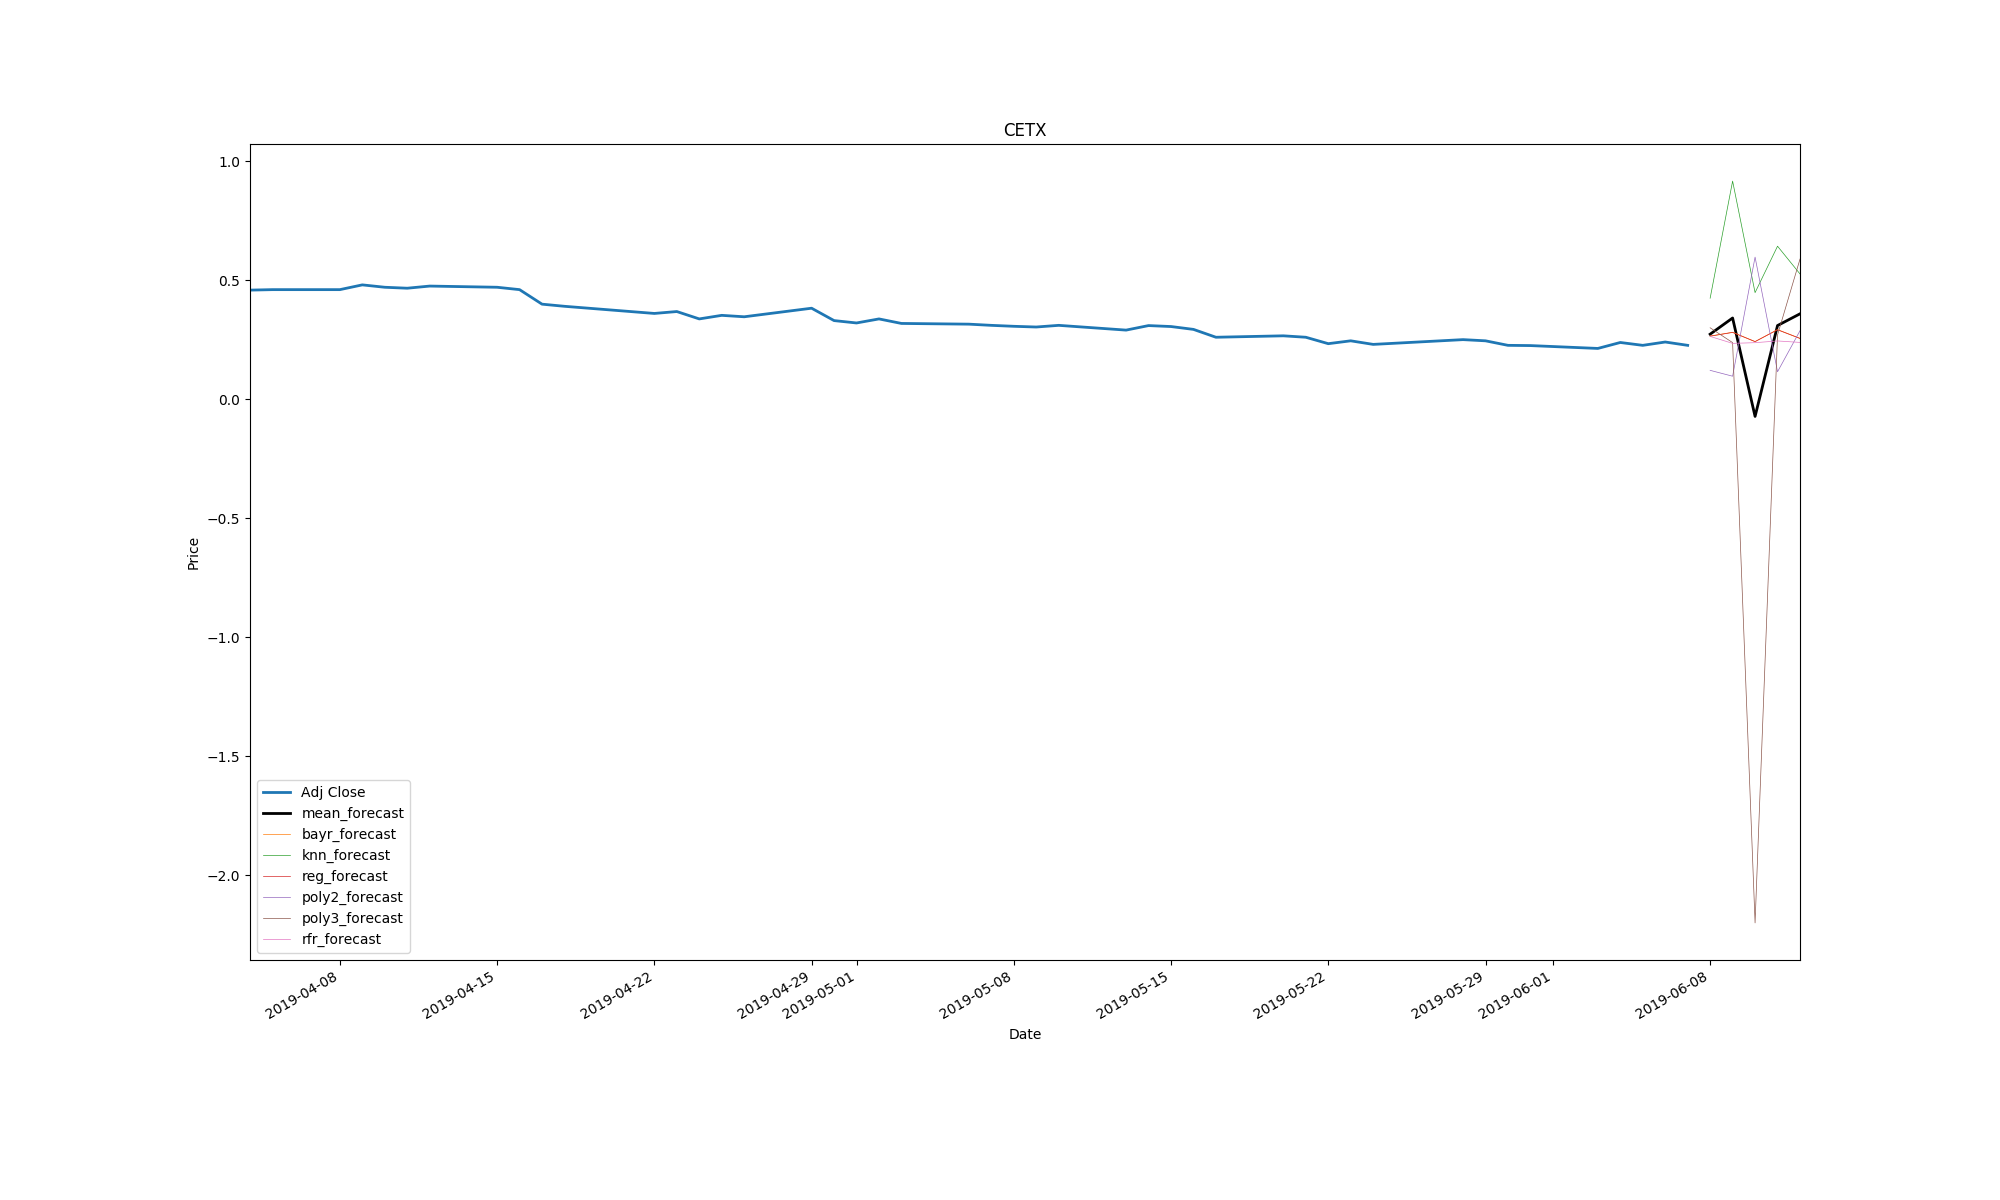 CETX
1.0
0.5
0.0
−0.5
−1.0
−1.5
−2.0
Price
Adj Close
mean_forecast
bayr_forecast
knn_forecast
reg_forecast
poly2_forecast
poly3_forecast
rfr_forecast
2019-04-08
2019-04-15
2019-04-22
2019-04-29
2019-05-01
2019-05-08
2019-05-15
2019-05-22
2019-05-29
2019-06-01
2019-06-08
Date